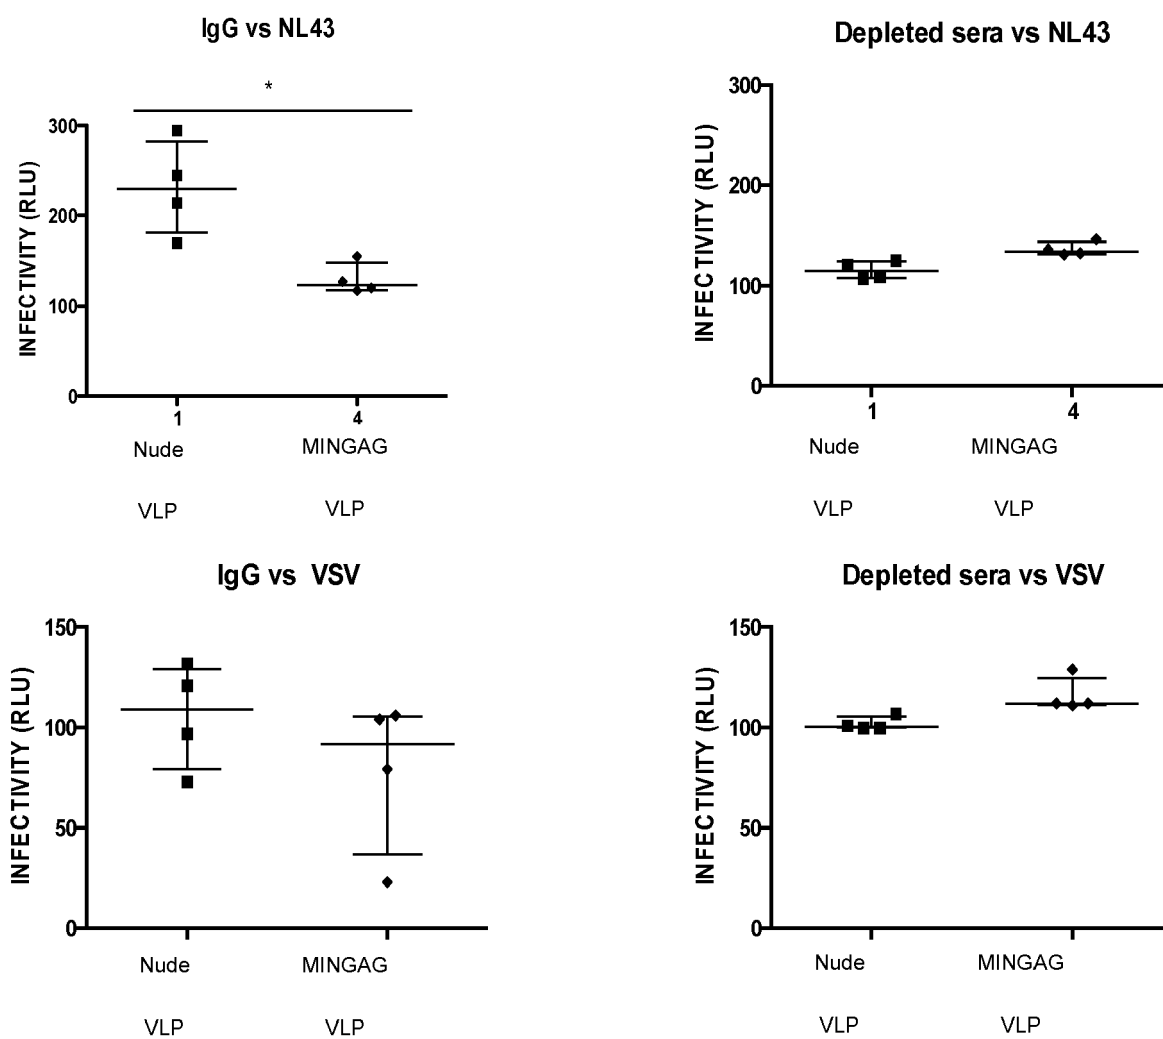 IgG vs NL43
*
INFECTIVITY (RLU)
300
200
100
0
1
4
Nude
MINGAG
VLP
VLP
Depleted sera vs NL43
INFECTIVITY (RLU)
300
200
100
0
1
4
Nude
MINGAG
VLP
VLP
IgG vs VSV
INFECTIVITY (RLU)
150
100
50
0
Nude
MINGAG
VLP
VLP
Depleted sera vs VSV
INFECTIVITY (RLU)
150
100
50
0
Nude
MINGAG
VLP
VLP